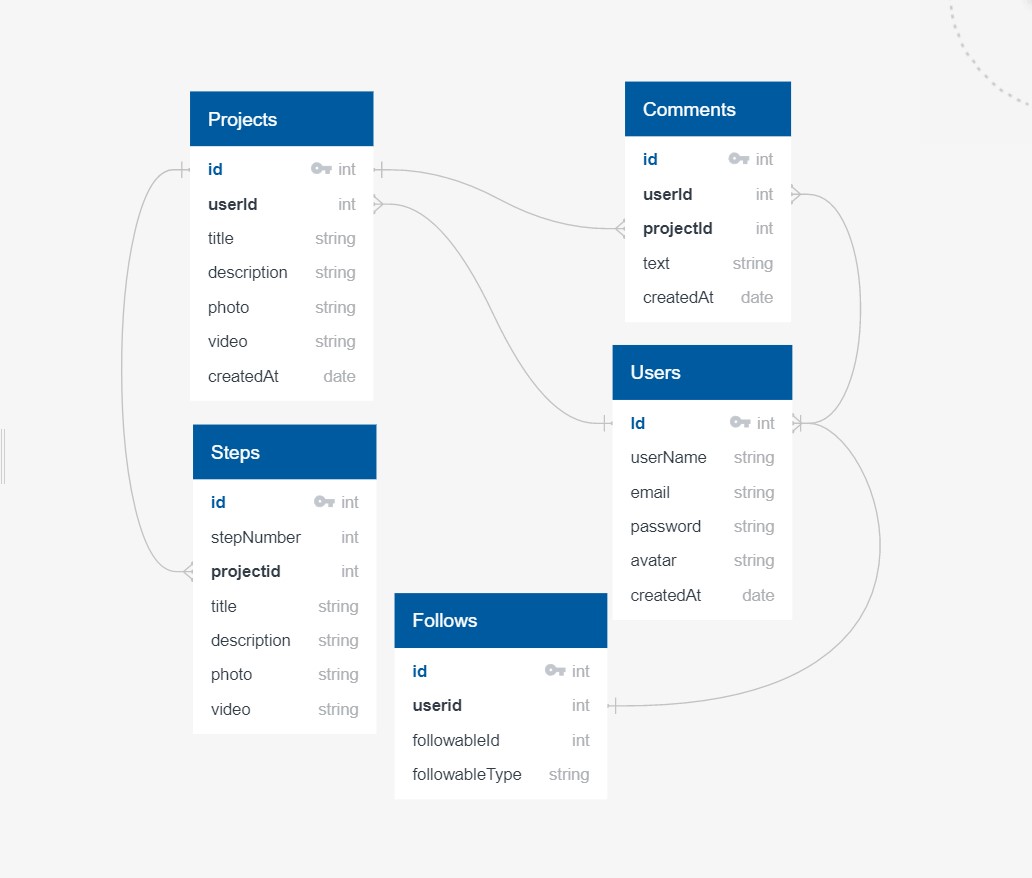 Projects
id int
userId int
title string
description string
photo string
video string
createdAt date
Comments
id int
userId int
projectId int
text string
createdAt date
Users
Id int
userName string
email string
password string
avatar string
createdAt date
Steps
id int
stepNumber int
projectid int
title string
description string
photo string
video string
Follows
id int
userid int
followableId int
followableType string